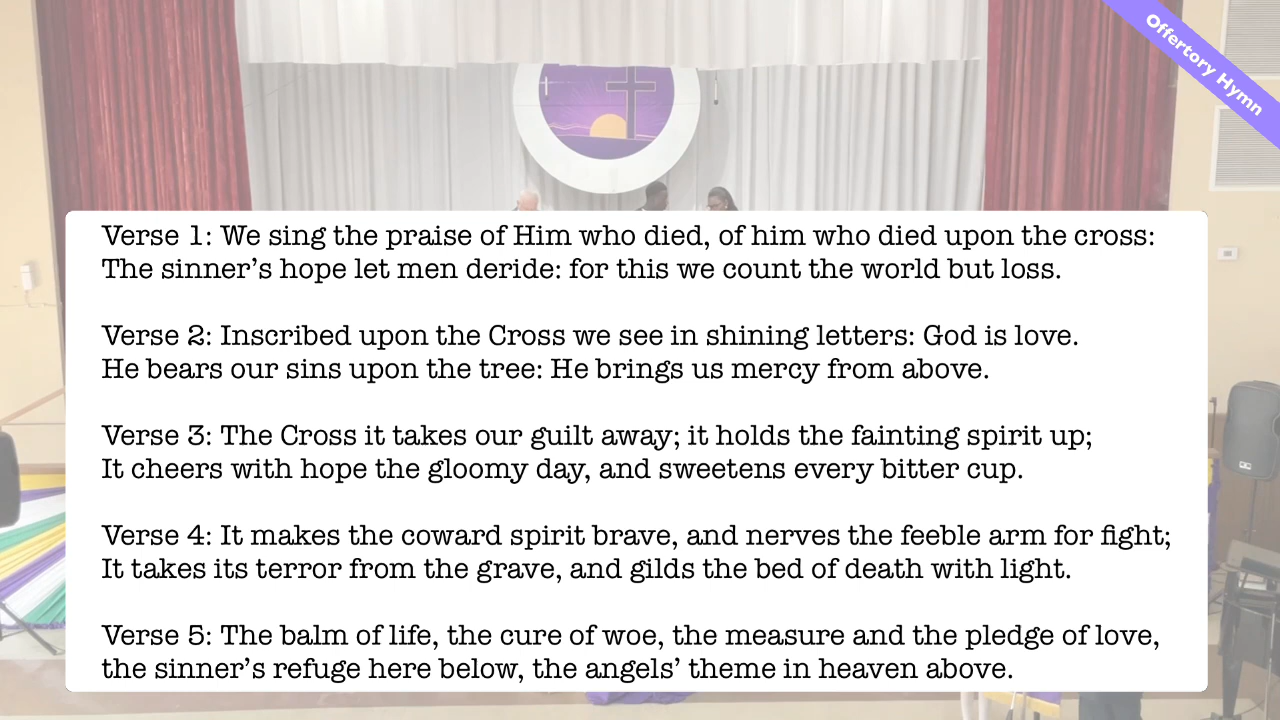 Offertory Hymn
Verse 1: We sing the praise of Him who died, of him who died upon the cross:
The sinner’s hope let men deride: for this we count the world but loss.
Verse 2: Inscribed upon the Cross we see in shining letters: God is love.
He bears our sins upon the tree: He brings us mercy from above.
Verse 3: The Cross it takes our guilt away; it holds the fainting spirit up;
It cheers with hope the gloomy day, and sweetens every bitter cup.
Verse 4: It makes the coward spirit brave, and nerves the feeble arm for fight;
It takes its terror from the grave, and gilds the bed of death with light.
Verse 5: The balm of life, the cure of woe, the measure and the pledge of love,
the sinner’s refuge here below, the angels’ theme in heaven above.